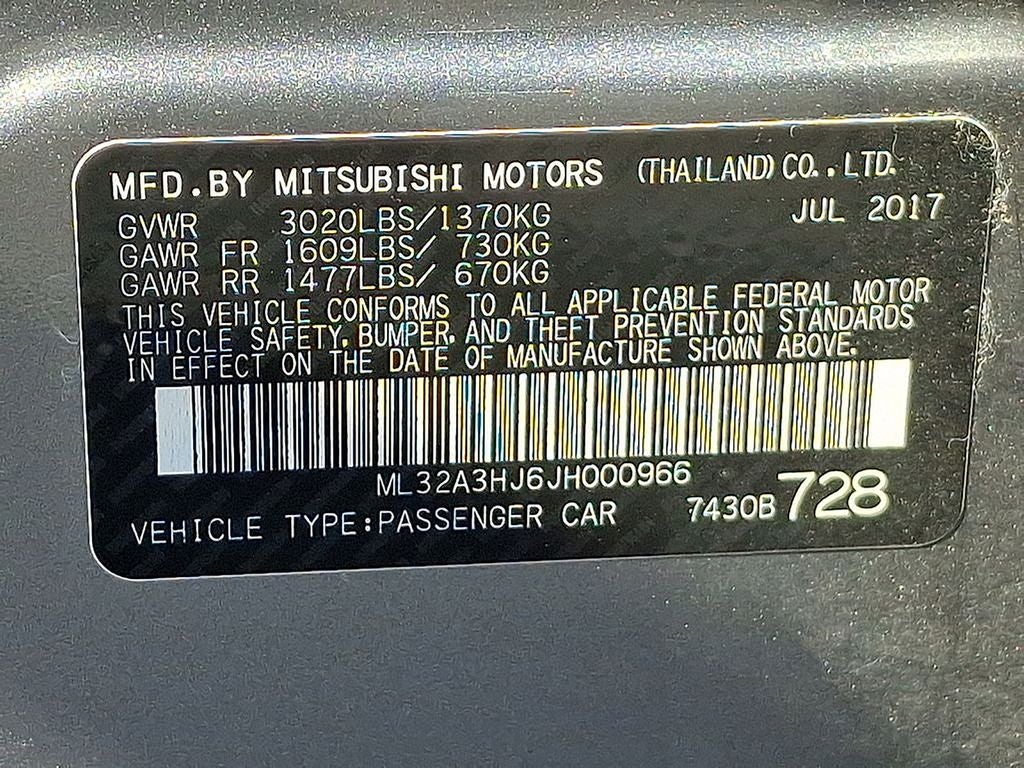 MFD.BY MITSUBISHI MOTORS (THAILAND) CO.,LTD.
GVWR 3020LBS/1370KG JUL 2017
GAWR FR 1609LBS/ 730KG
GAWR RR 1477LBS/ 670KG
THIS VEHICLE CONFORMS TO ALL APPLICABLE FEDERAL MOTOR
VEHICLE SAFETY, BUMPER, AND THEFT PREVENTION STANDARDS
IN EFFECT ON THE DATE OF MANUFACTURE SHOWN ABOVE.
ML32A3HJ6JH000966
VEHICLE TYPE:PASSENGER CAR 7430B 728